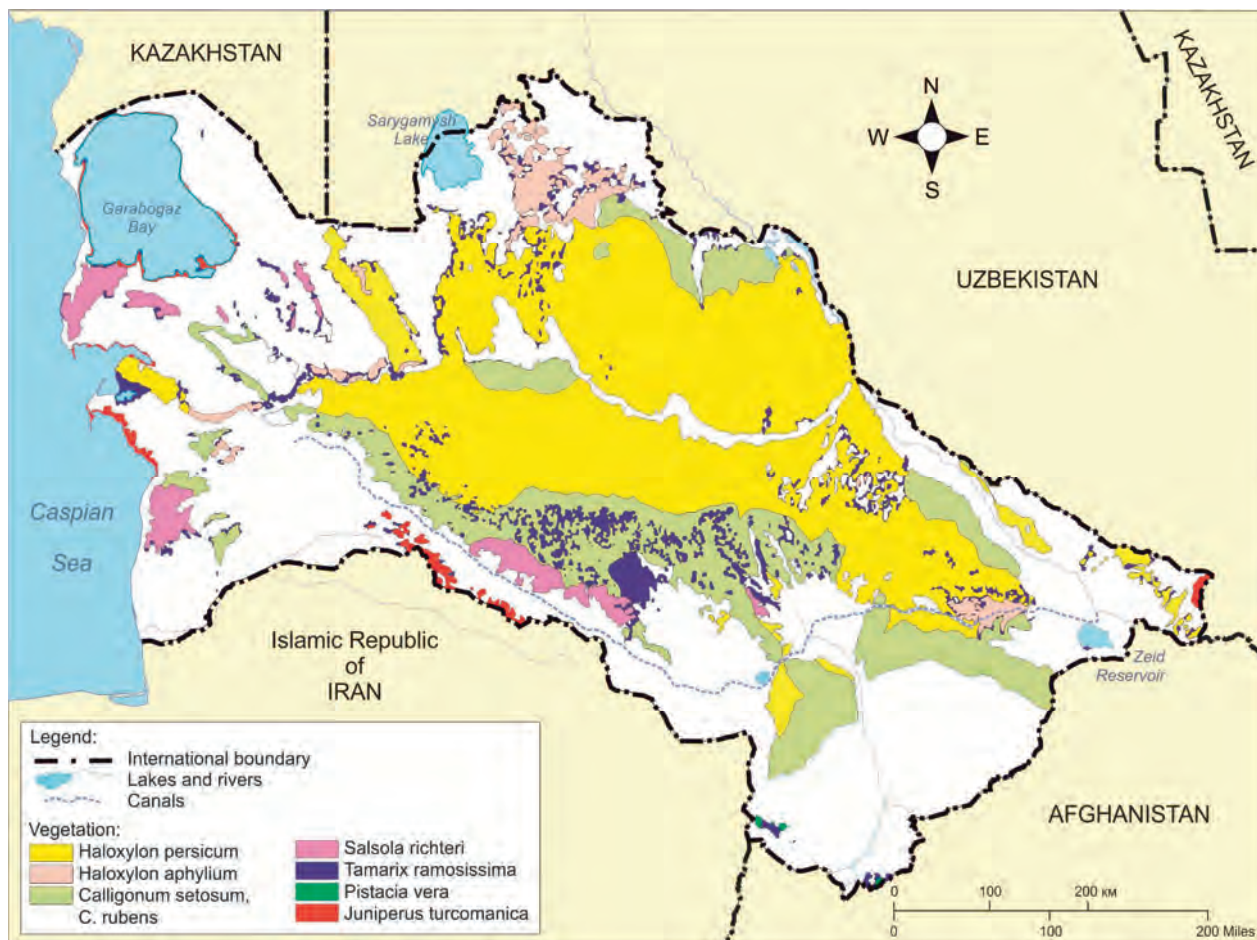 KAZAKHSTAN
KAZAKHSTAN
Sarygamysh
Lake
N
W
E
S
Garabogaz
Bay
UZBEKISTAN
Caspian
Sea
Islamic Republic
of
IRAN
Zeid
Reservoir
AFGHANISTAN
Legend:
International boundary
Lakes and rivers
Canals
Vegetation:
Haloxylon persicum
Haloxylon aphylium
Calligonum setosum,
C. rubens
Salsola richteri
Tamarix ramosissima
Pistacia vera
Juniperus turcomanica
0 100 200 км
0 100 200 Miles